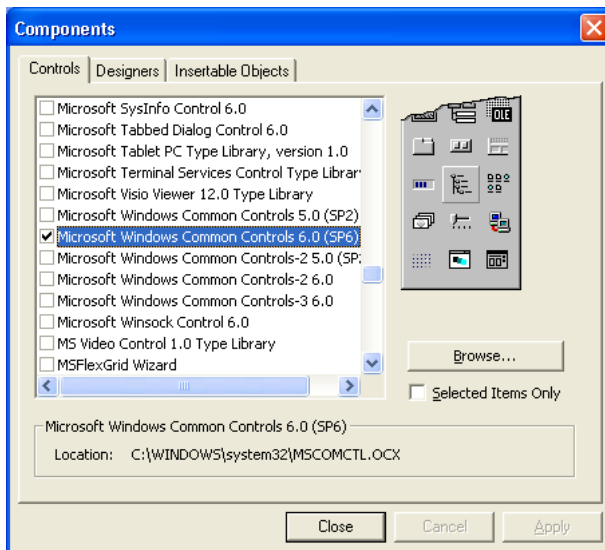 Components
Controls Designers Insertable Objects
Microsoft SysInfo Control 6.0
Microsoft Tabbed Dialog Control 6.0
Microsoft Tablet PC Type Library, version 1.0
Microsoft Terminal Services Control Type Librar
Microsoft Visio Viewer 12.0 Type Library
Microsoft Windows Common Controls 5.0 (SP2)
Microsoft Windows Common Controls 6.0 (SP6)
Microsoft Windows Common Controls-2 5.0 (SP
Microsoft Windows Common Controls-2 6.0
Microsoft Windows Common Controls-3 6.0
Microsoft Winsock Control 6.0
MS Video Control 1.0 Type Library
MSFlexGrid Wizard
OLE
Browse...
Selected Items Only
Microsoft Windows Common Controls 6.0 (SP6)
Location: C:\WINDOWS\system32\MSCOMCTL.OCX
Close Cancel Apply